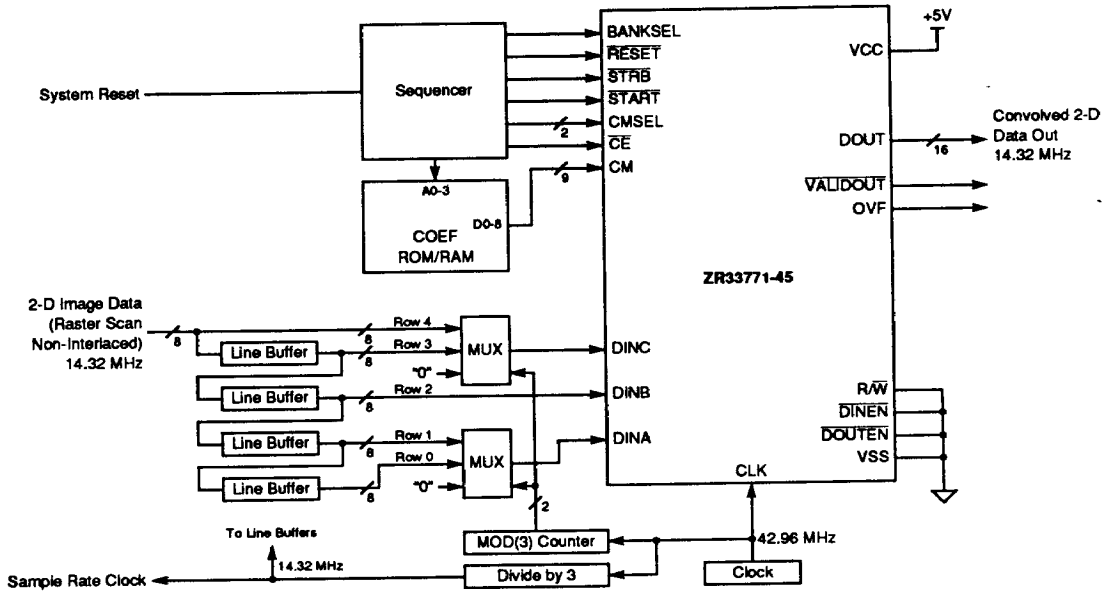 +5V
BANKSEL
RESET
VCC
System Reset
Sequencer
STRB
START
CMSEL
2
CE
CM
9
A0-3
D0-8
COEF
ROM/RAM
DOUT
16
Convolved 2-D
Data Out
14.32 MHz
VALIDOUT
OVF
ZR33771-45
2-D Image Data
(Raster Scan
Non-Interlaced)
14.32 MHz
8
8
Row 4
Line Buffer
8
Row 3
"0"
MUX
DINC
Line Buffer
8
Row 2
DINB
Line Buffer
8
Row 1
Row 0
Line Buffer
8
"0"
MUX
DINA
2
R/W
DINEN
DOUTEN
VSS
CLK
To Line Buffers
MOD(3) Counter
42.96 MHz
14.32 MHz
Sample Rate Clock
Divide by 3
Clock